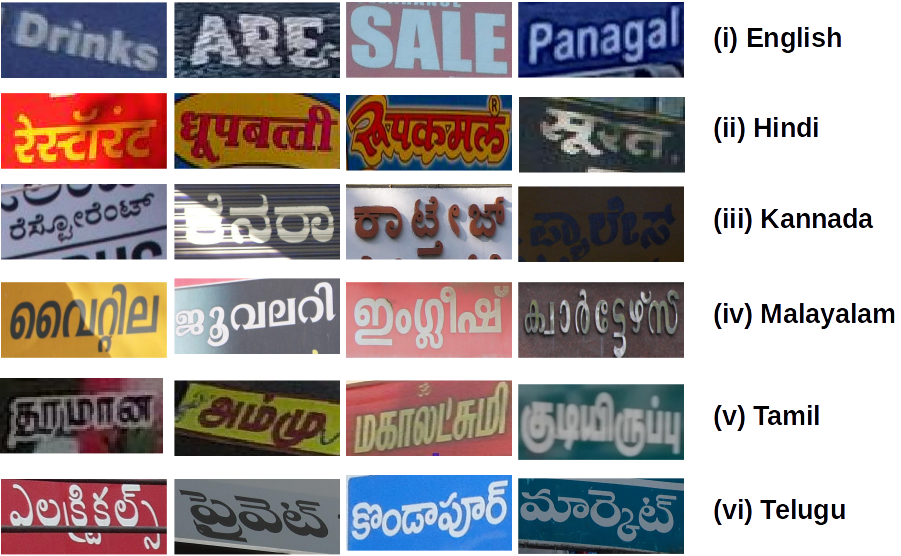 Drinks ARE SALE Panagal (i) English
रेस्टॉरंट धूपबत्ती रूपकमल® सूरत (ii) Hindi
ರೆಸ್ಟೋರೆಂಟ್ ಕೆನರಾ ಕಾಟ್ತೇಜ್ ಪ್ಯಾಲೇಸ್ (iii) Kannada
വൈറ്റില ജൂവലറി ഇംഗ്ലീഷ് ക്വാർട്ടേഴ്സ് (iv) Malayalam
தூமான அம்மு மகாலட்சுமி குடியிருப்பு (v) Tamil
ఎలక్ట్రికల్స్ ప్రైవెట్ కొండాపూర్ మార్కెట్ (vi) Telugu